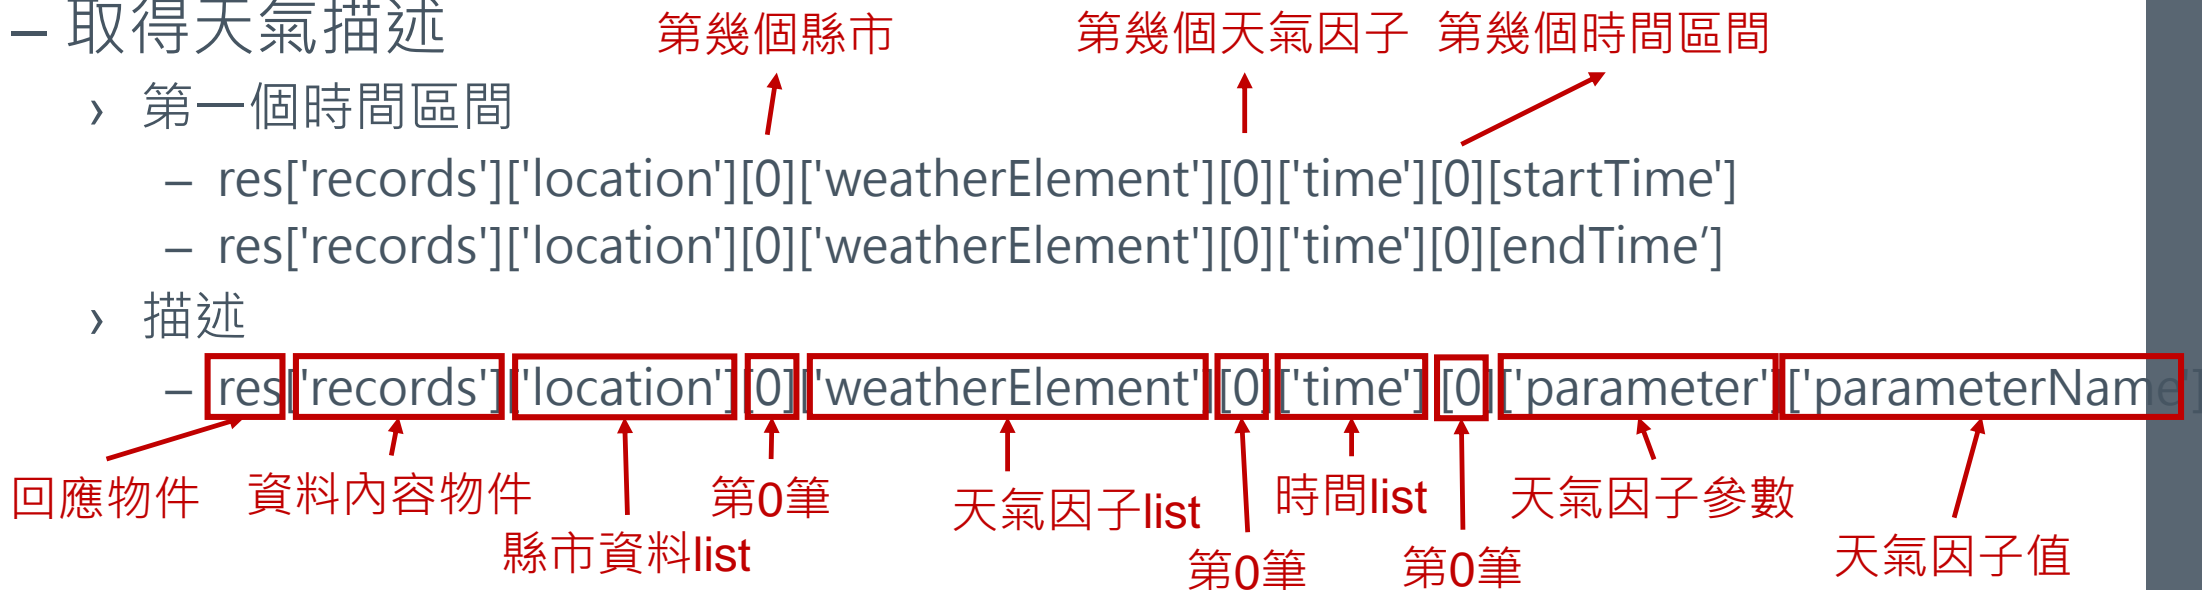 – 取得天氣描述
第幾個縣市 第幾個天氣因子 第幾個時間區間
› 第一個時間區間
– res['records']['location'][0]['weatherElement'][0]['time'][0][startTime']
– res['records']['location'][0]['weatherElement'][0]['time'][0][endTime’]
› 描述
– res['records']['location'][0]['weatherElement'][0]['time'] [0]['parameter']['parameterName']
回應物件 資料內容物件 第0筆 天氣因子list 時間list 天氣因子參數
縣市資料list 第0筆 第0筆 天氣因子值